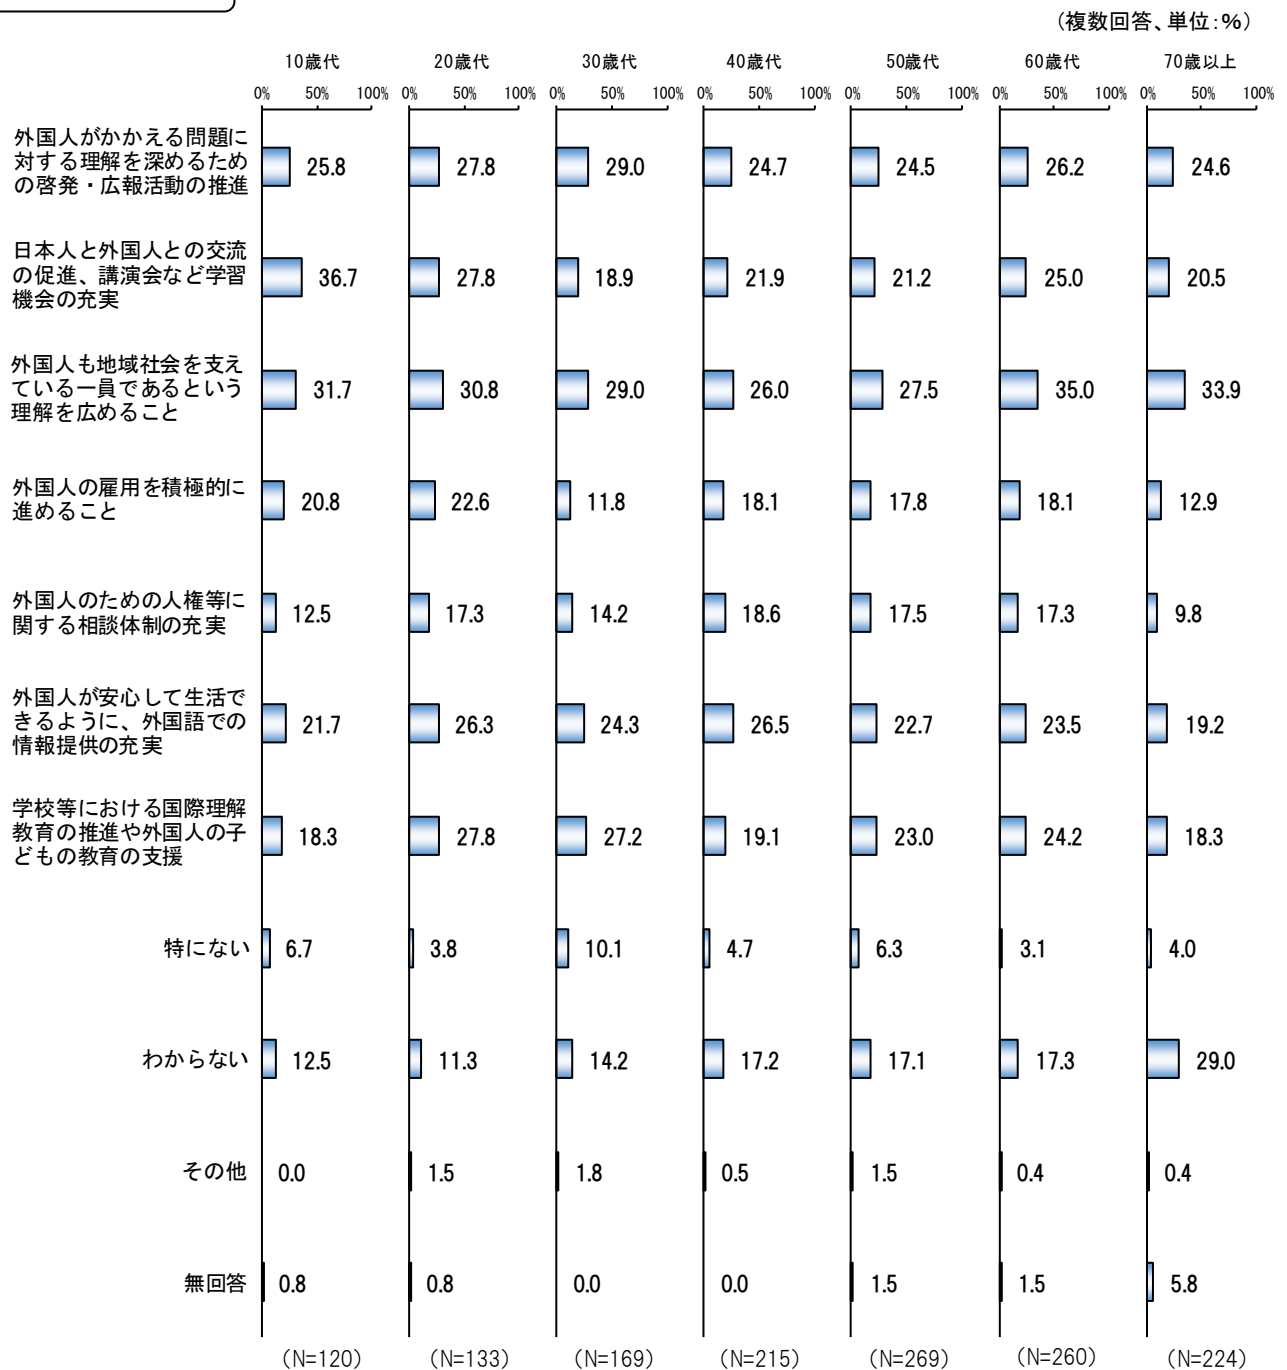 （複数回答、単位：%）
10歳代 20歳代 30歳代 40歳代 50歳代 60歳代 70歳以上
0% 50% 100% 0% 50% 100% 0% 50% 100% 0% 50% 100% 0% 50% 100% 0% 50% 100% 0% 50% 100%
外国人がかかえる問題に
対する理解を深めるため
の啓発・広報活動の推進
25.8 27.8 29.0 24.7 24.5 26.2 24.6
日本人と外国人との交流
の促進、講演会など学習
機会の充実
36.7 27.8 18.9 21.9 21.2 25.0 20.5
外国人も地域社会を支え
ている一員であるという
理解を広めること
31.7 30.8 29.0 26.0 27.5 35.0 33.9
外国人の雇用を積極的に
進めること
20.8 22.6 11.8 18.1 17.8 18.1 12.9
外国人のための人権等に
関する相談体制の充実
12.5 17.3 14.2 18.6 17.5 17.3 9.8
外国人が安心して生活で
きるように、外国語での
情報提供の充実
21.7 26.3 24.3 26.5 22.7 23.5 19.2
学校等における国際理解
教育の推進や外国人の子
どもの教育の支援
18.3 27.8 27.2 19.1 23.0 24.2 18.3
特にない
6.7 3.8 10.1 4.7 6.3 3.1 4.0
わからない
12.5 11.3 14.2 17.2 17.1 17.3 29.0
その他
0.0 1.5 1.8 0.5 1.5 0.4 0.4
無回答
0.8 0.8 0.0 0.0 1.5 1.5 5.8
（N=120） （N=133） （N=169） （N=215） （N=269） （N=260） （N=224）